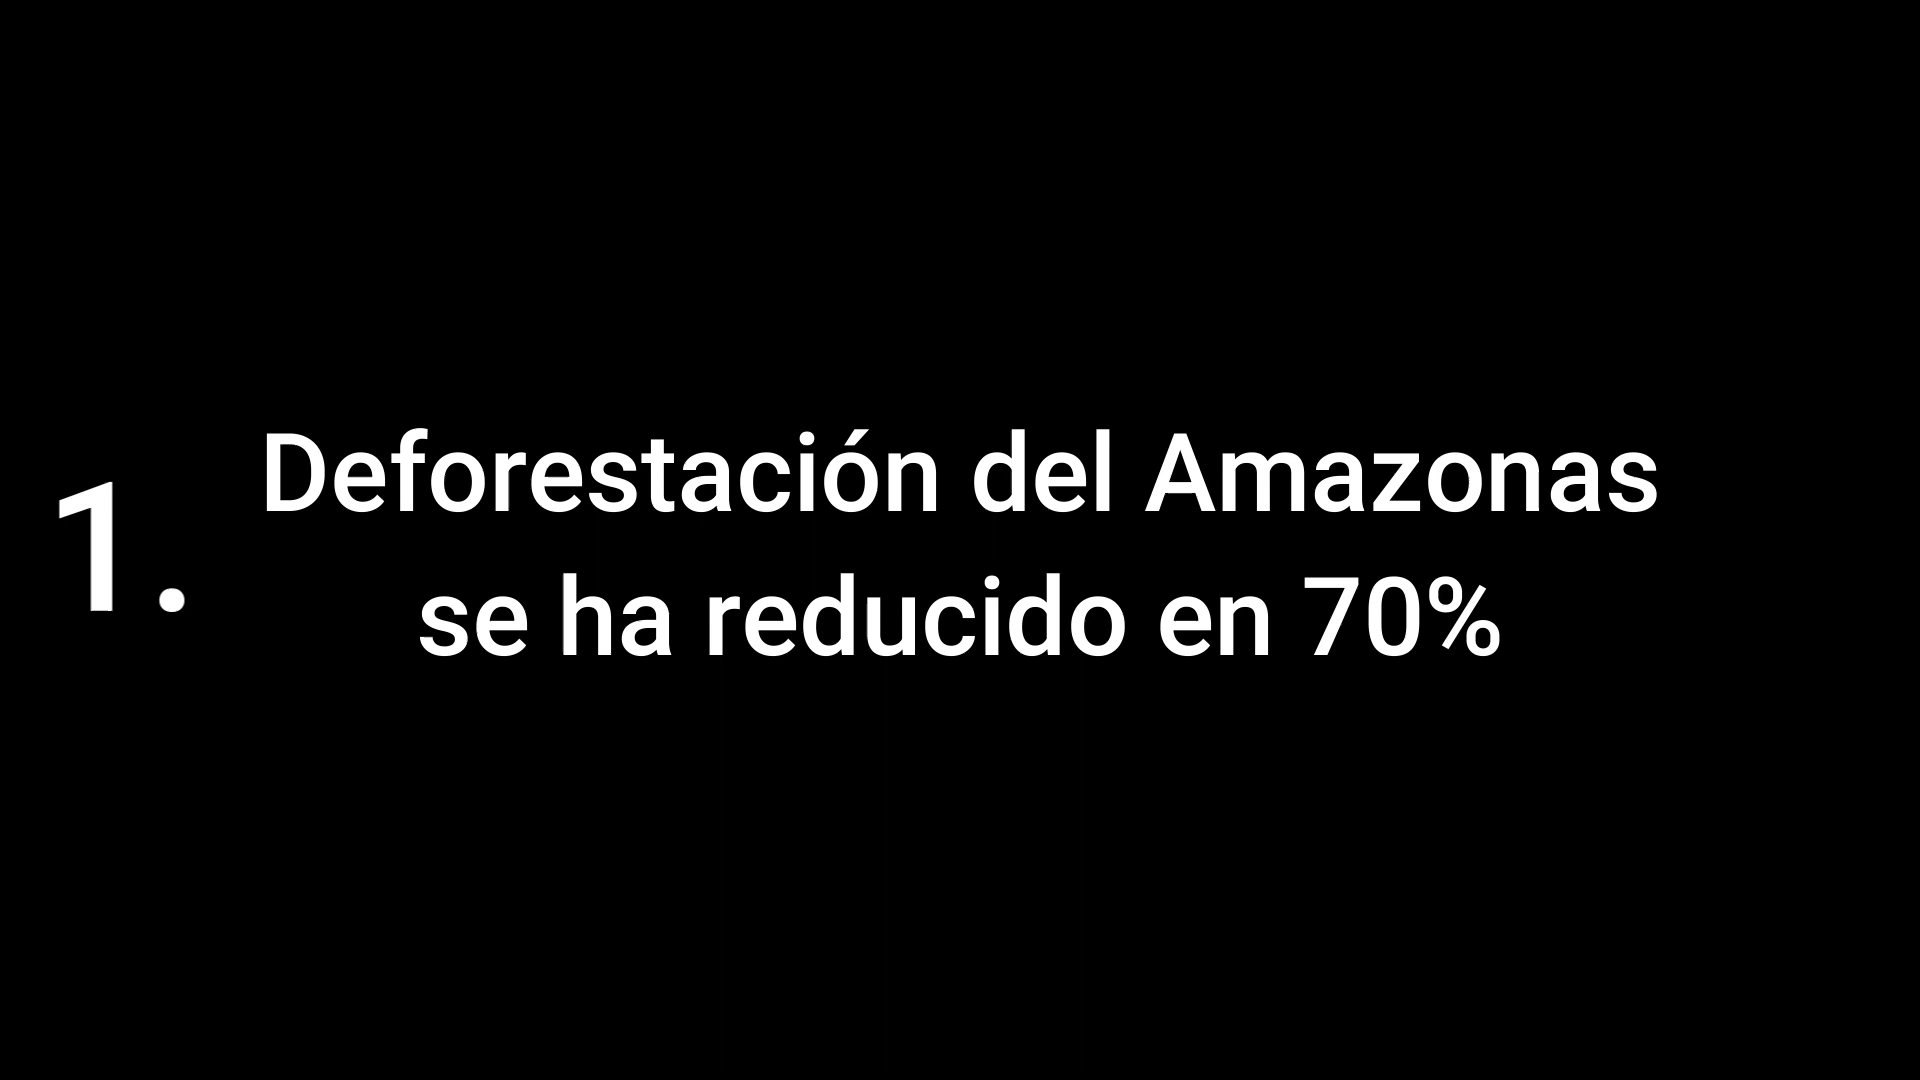 1.
Deforestación del Amazonas
se ha reducido en 70%